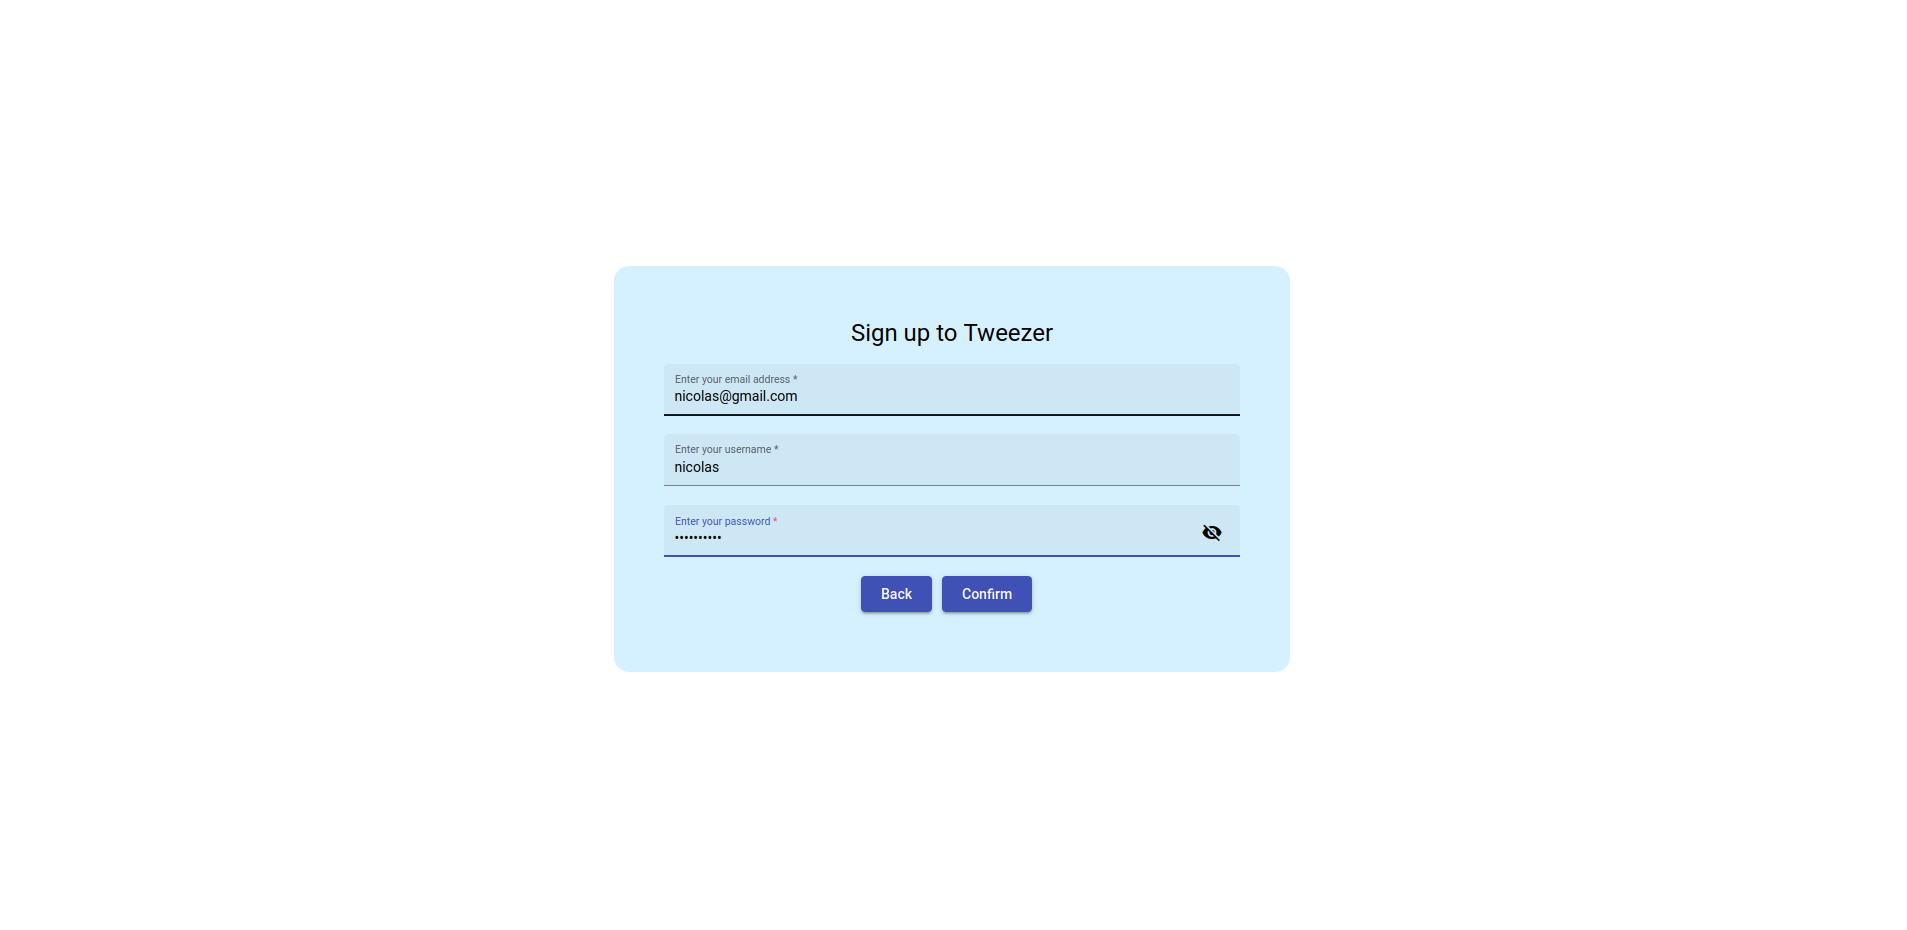 Sign up to Tweezer
Enter your email address *
nicolas@gmail.com
Enter your username *
nicolas
Enter your password *
••••••••••
Back
Confirm